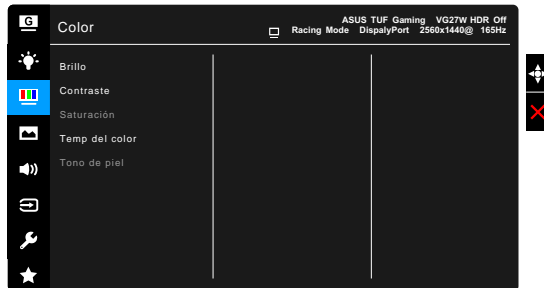 G
Color
ASUS TUF Gaming VG27W HDR Off
Racing Mode DispalyPort 2560x1440@ 165Hz
Brillo
Contraste
Saturación
Temp del color
Tono de piel